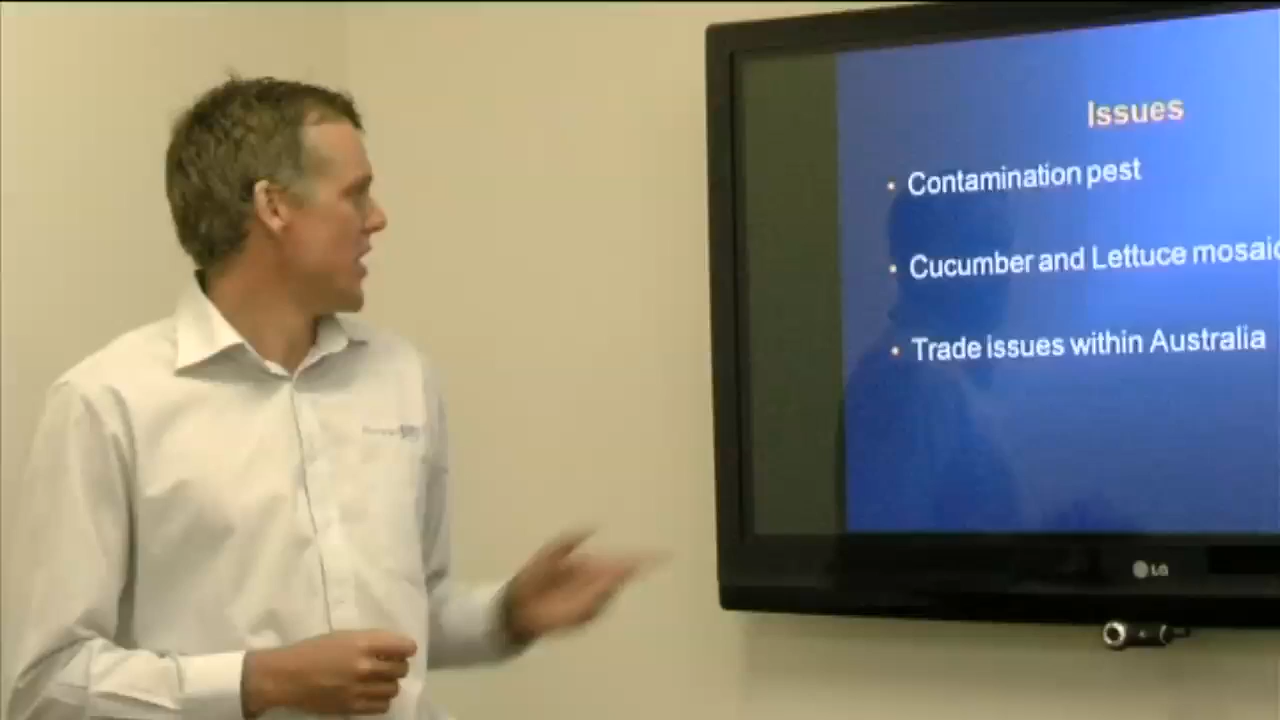 Issues
• Contamination pest
• Cucumber and Lettuce mosaic
• Trade issues within Australia
LG